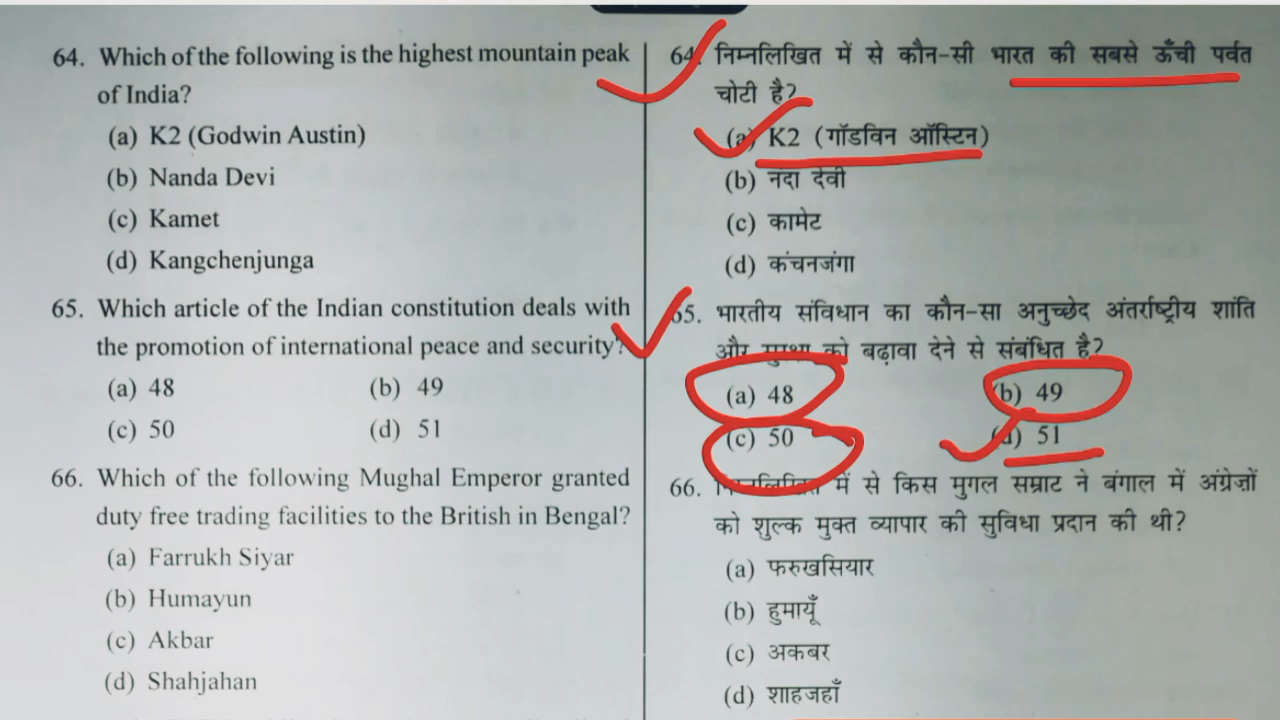 64. Which of the following is the highest mountain peak
of India?
(a) K2 (Godwin Austin)
(b) Nanda Devi
(c) Kamet
(d) Kangchenjunga
65. Which article of the Indian constitution deals with
the promotion of international peace and security?
(a) 48 (b) 49
(c) 50 (d) 51
66. Which of the following Mughal Emperor granted
duty free trading facilities to the British in Bengal?
(a) Farrukh Siyar
(b) Humayun
(c) Akbar
(d) Shahjahan
64. निम्नलिखित में से कौन-सी भारत की सबसे ऊँची पर्वत
चोटी है?
(a) K2 (गॉडविन ऑस्टिन)
(b) नंदा देवी
(c) कामेट
(d) कंचनजंगा
65. भारतीय संविधान का कौन-सा अनुच्छेद अंतर्राष्ट्रीय शांति
और सुरक्षा को बढ़ावा देने से संबंधित है?
(a) 48 (b) 49
(c) 50 (d) 51
66. निम्नलिखित में से किस मुगल सम्राट ने बंगाल में अंग्रेज़ों
को शुल्क मुक्त व्यापार की सुविधा प्रदान की थी?
(a) फरुखसियार
(b) हुमायूँ
(c) अकबर
(d) शाहजहाँ